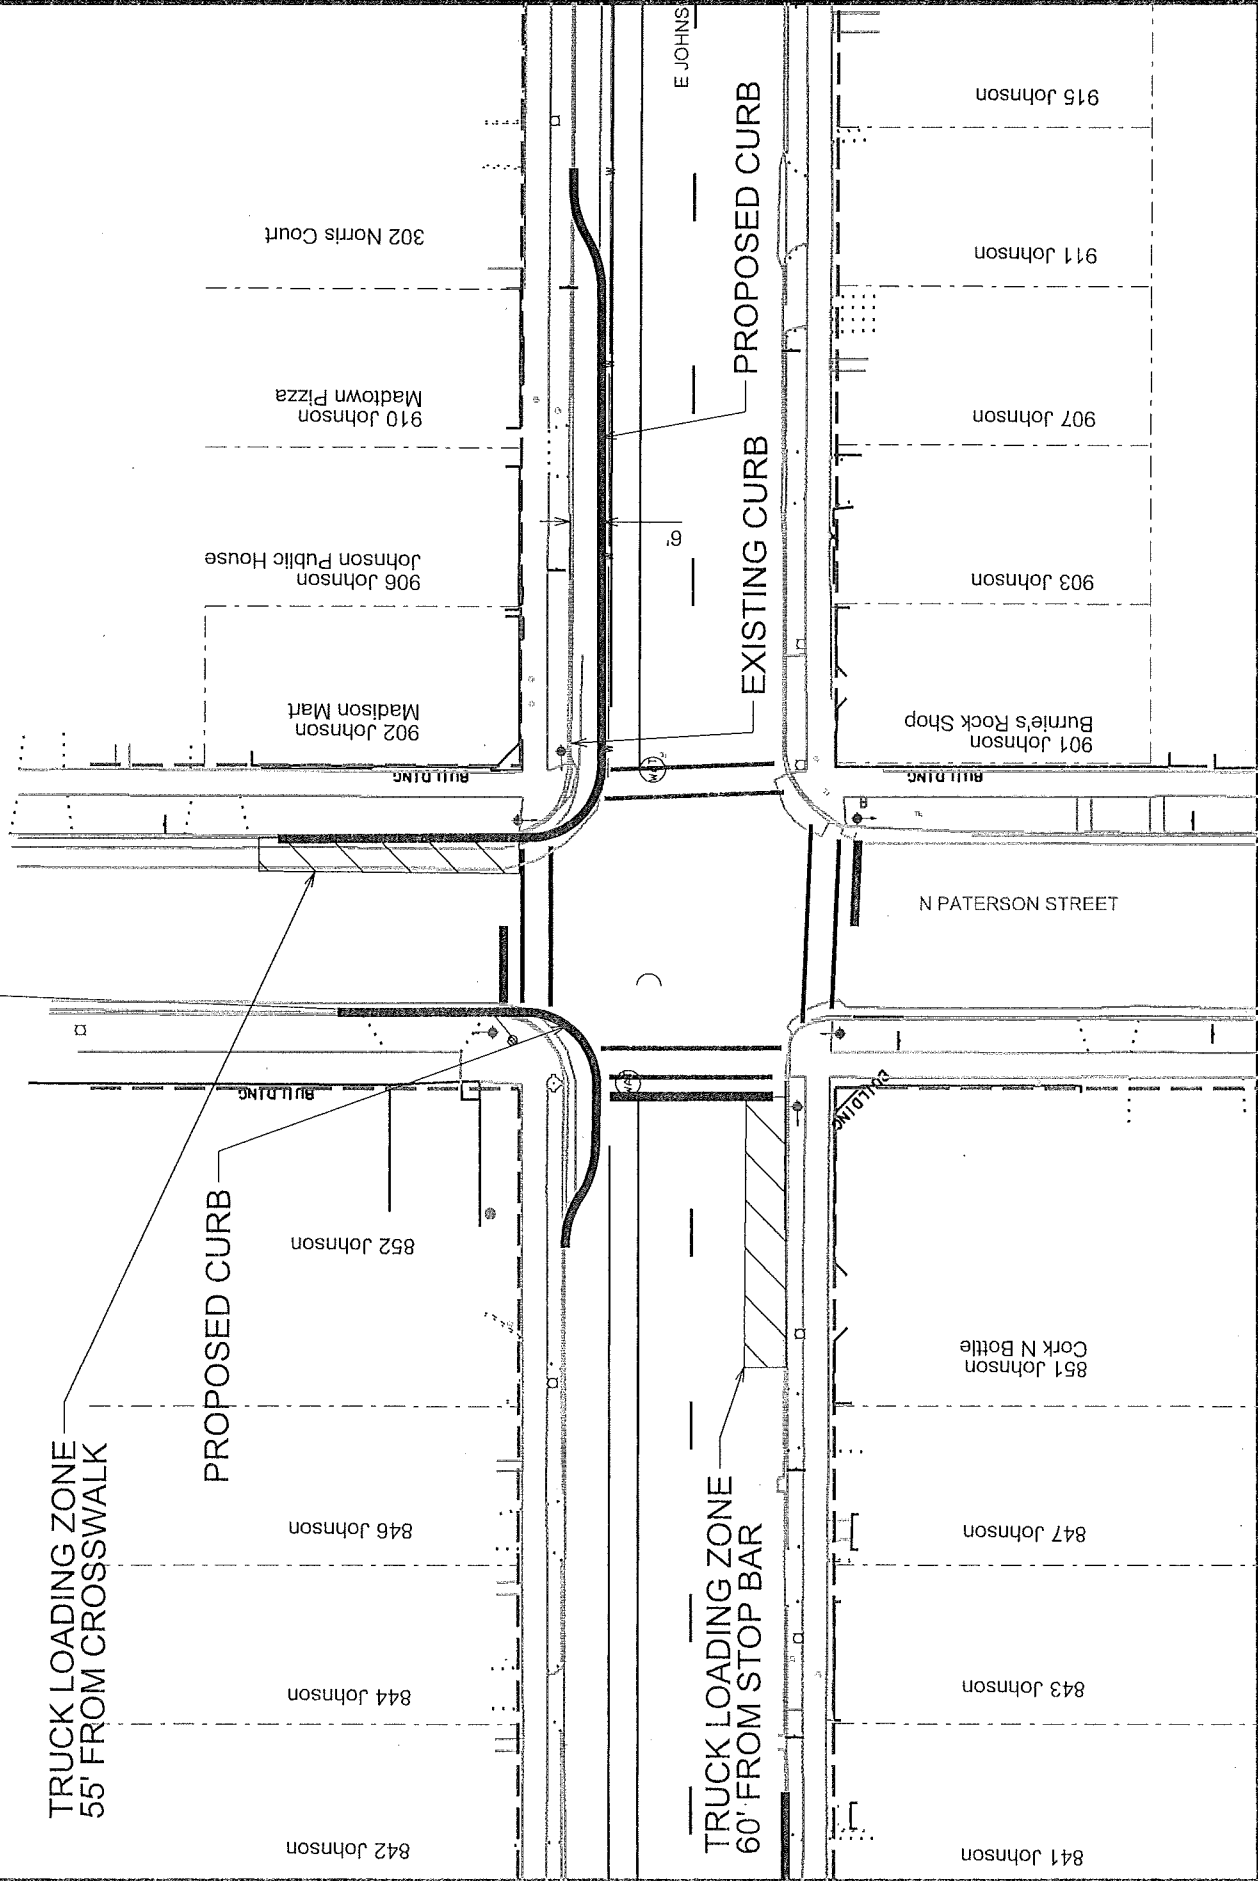 E JOHNS
915 Johnson
302 Norris Court
911 Johnson
PROPOSED CURB
910 Johnson
Madtown Pizza
907 Johnson
EXISTING CURB
6'
906 Johnson
Johnson Public House
903 Johnson
902 Johnson
Madison Mart
901 Johnson
Burnie's Rock Shop
BUILDING
BUILDING
N PATERSON STREET
BUILDING
BUILDING
852 Johnson
PROPOSED CURB
TRUCK LOADING ZONE
55' FROM CROSSWALK
851 Johnson
Cork N Bottle
TRUCK LOADING ZONE
60' FROM STOP BAR
846 Johnson
847 Johnson
844 Johnson
843 Johnson
842 Johnson
841 Johnson